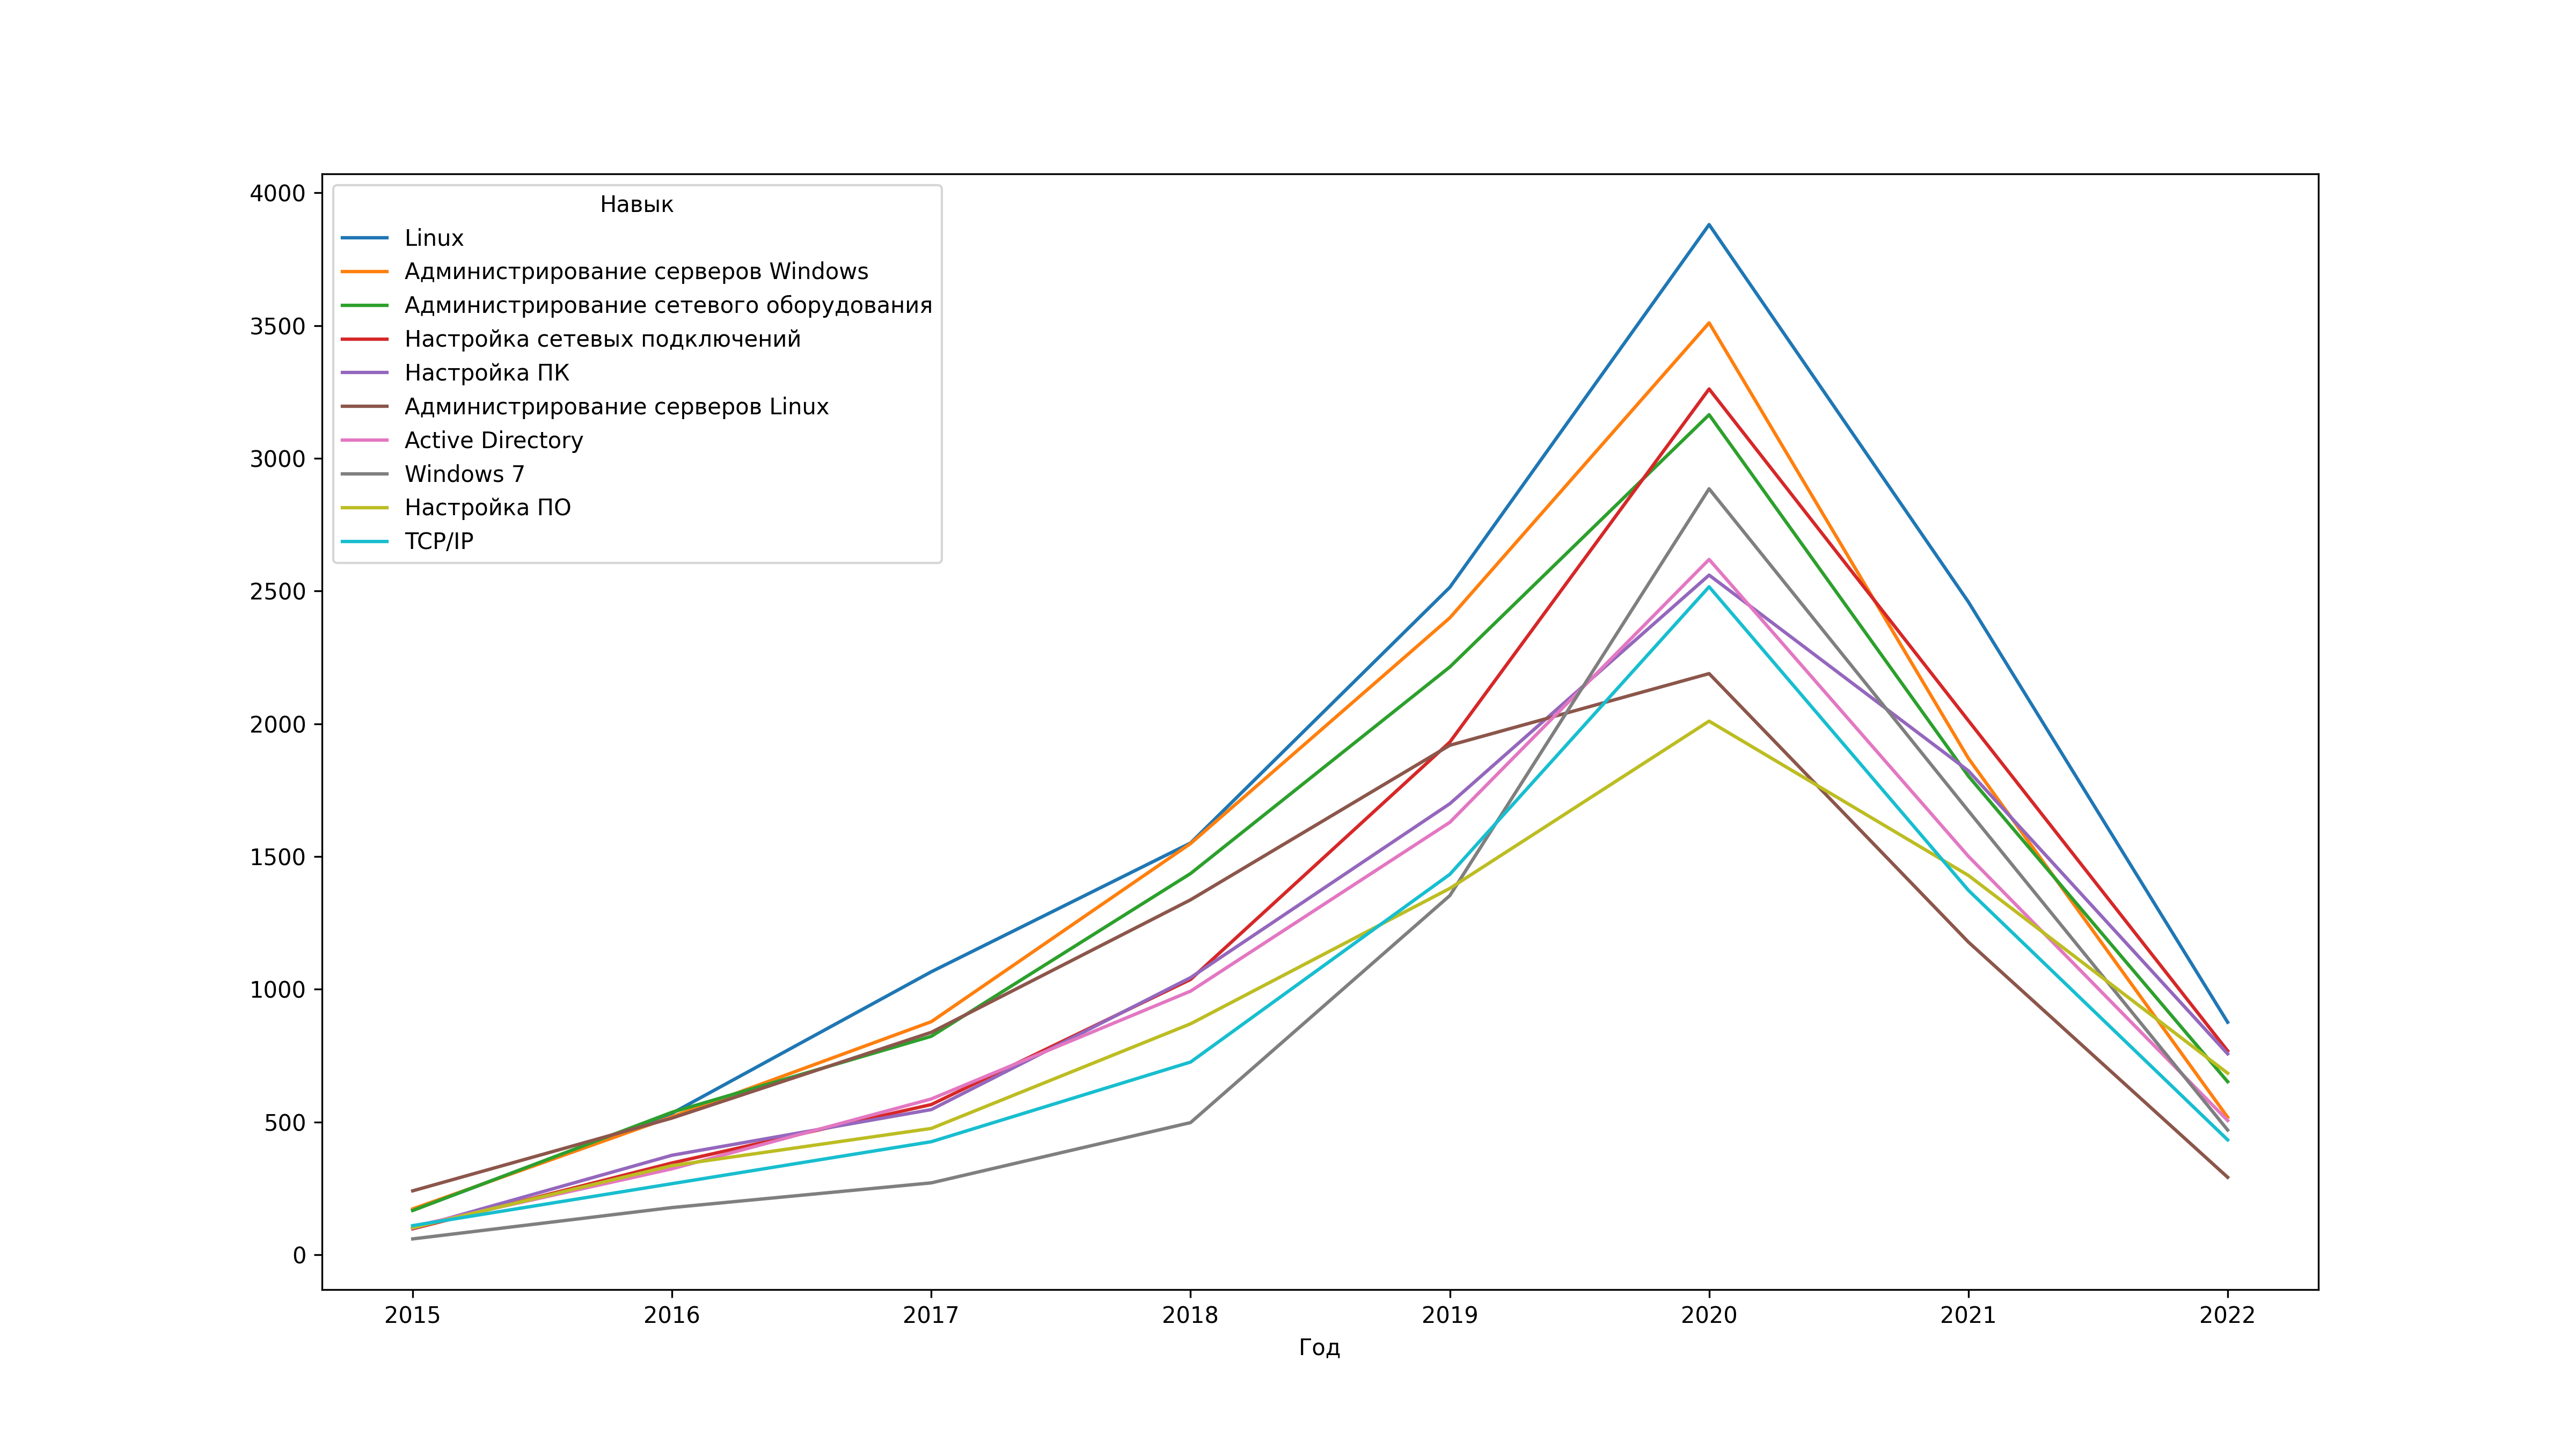 Навык
Linux
Администрирование серверов Windows
Администрирование сетевого оборудования
Настройка сетевых подключений
Настройка ПК
Администрирование серверов Linux
Active Directory
Windows 7
Настройка ПО
TCP/IP
4000
3500
3000
2500
2000
1500
1000
500
0
2015 2016 2017 2018 2019 2020 2021 2022
Год